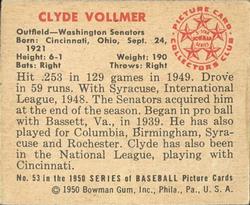 CLYDE VOLLMER
Outfield—Washington Senators
Born: Cincinnati, Ohio, Sept. 24,
1921
Height: 6-1 Weight: 190
Bats: Right Throws: Right
Hit .253 in 129 games in 1949. Drove
in 59 runs. With Syracuse, International
League, 1948. The Senators acquired him
at the end of the season. Began in pro ball
with Bassett, Va., in 1939. He has also
played for Columbia, Birmingham, Syra-
cuse and Rochester. Clyde has also been
in the National League, playing with
Cincinnati.
No. 53 in the 1950 SERIES of BASEBALL Picture Cards
© 1950 Bowman Gum, Inc., Phila., Pa., U. S. A.
PICTURE CARD
COLLECTORS CLUB